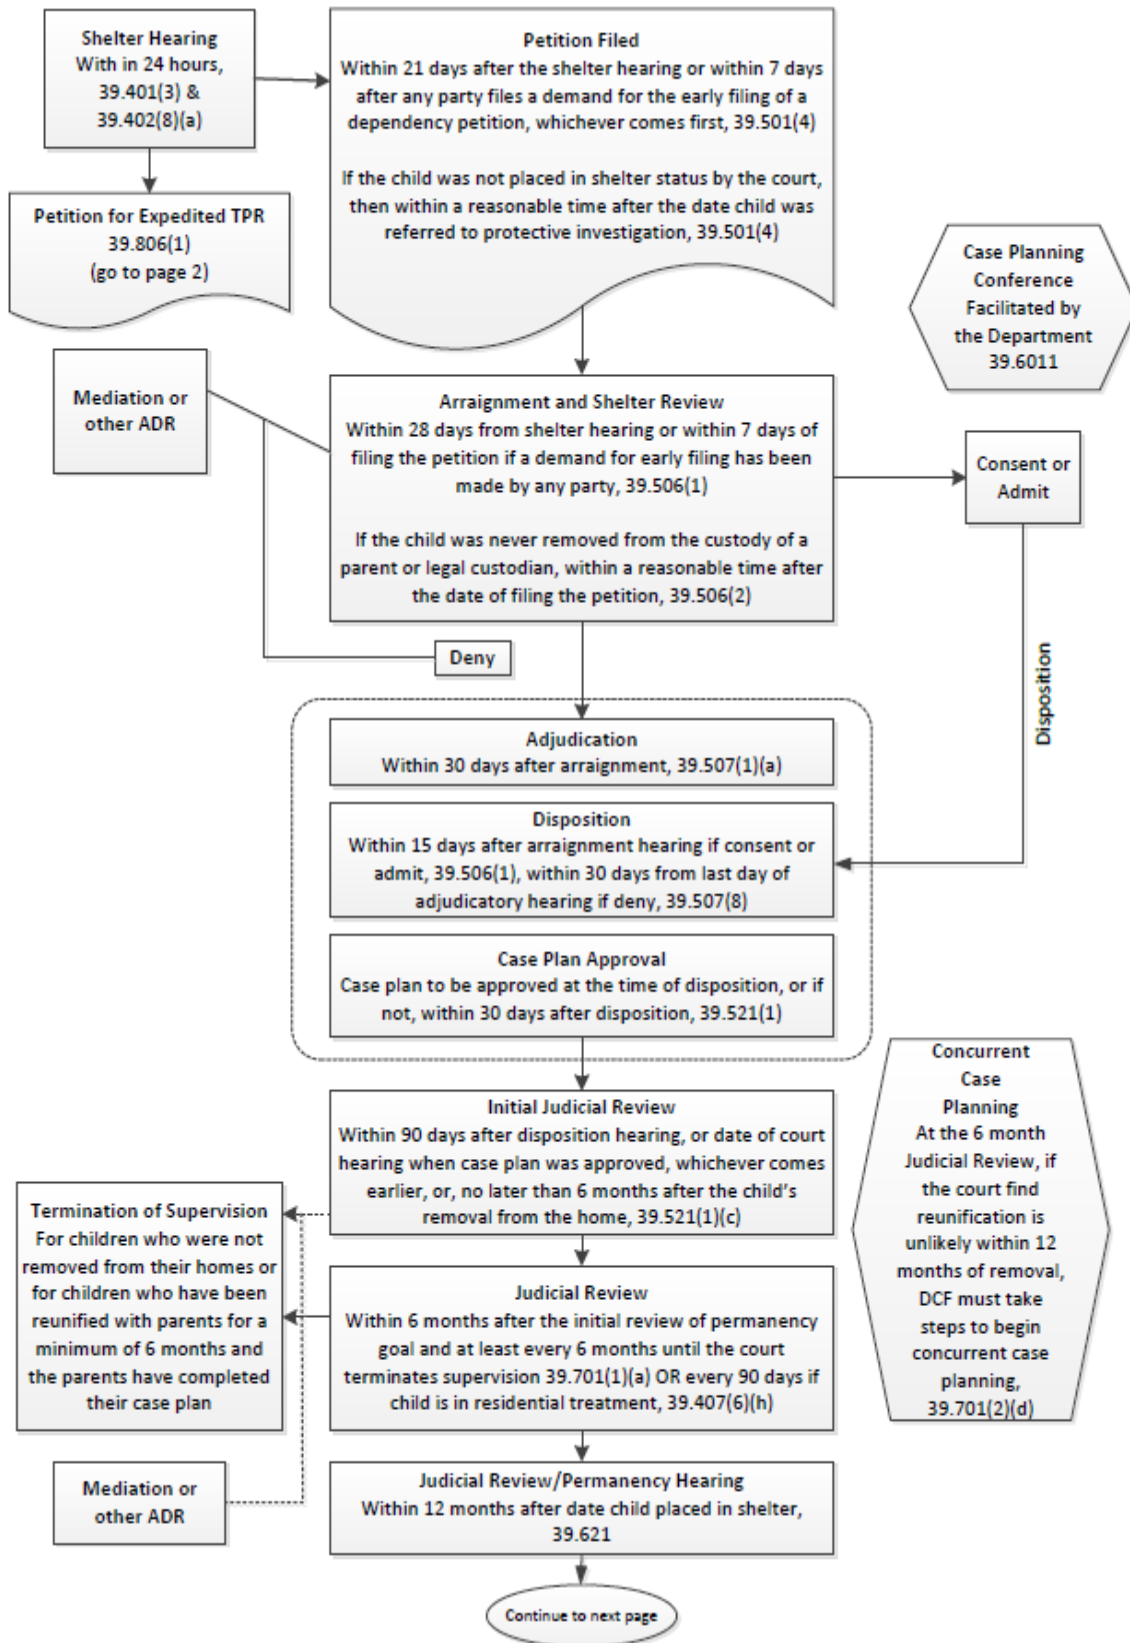 Shelter Hearing
With in 24 hours,
39.401(3) &
39.402(8)(a)
Petition Filed
Within 21 days after the shelter hearing or within 7 days
after any party files a demand for the early filing of a
dependency petition, whichever comes first, 39.501(4)
If the child was not placed in shelter status by the court,
then within a reasonable time after the date child was
referred to protective investigation, 39.501(4)
Petition for Expedited TPR
39.806(1)
(go to page 2)
Case Planning
Conference
Facilitated by
the Department
39.6011
Mediation or
other ADR
Arraignment and Shelter Review
Within 28 days from shelter hearing or within 7 days of
filing the petition if a demand for early filing has been
made by any party, 39.506(1)
If the child was never removed from the custody of a
parent or legal custodian, within a reasonable time after
the date of filing the petition, 39.506(2)
Consent or
Admit
Deny
Disposition
Adjudication
Within 30 days after arraignment, 39.507(1)(a)
Disposition
Within 15 days after arraignment hearing if consent or
admit, 39.506(1), within 30 days from last day of
adjudicatory hearing if deny, 39.507(8)
Case Plan Approval
Case plan to be approved at the time of disposition, or if
not, within 30 days after disposition, 39.521(1)
Initial Judicial Review
Within 90 days after disposition hearing, or date of court
hearing when case plan was approved, whichever comes
earlier, or, no later than 6 months after the child's
removal from the home, 39.521(1)(c)
Concurrent
Case
Planning
At the 6 month
Judicial Review, if
the court find
reunification is
unlikely within 12
months of removal,
DCF must take
steps to begin
concurrent case
planning,
39.701(2)(d)
Termination of Supervision
For children who were not
removed from their homes or
for children who have been
reunified with parents for a
minimum of 6 months and
the parents have completed
their case plan
Judicial Review
Within 6 months after the initial review of permanency
goal and at least every 6 months until the court
terminates supervision 39.701(1)(a) OR every 90 days if
child is in residential treatment, 39.407(6)(h)
Mediation or
other ADR
Judicial Review/Permanency Hearing
Within 12 months after date child placed in shelter,
39.621
Continue to next page